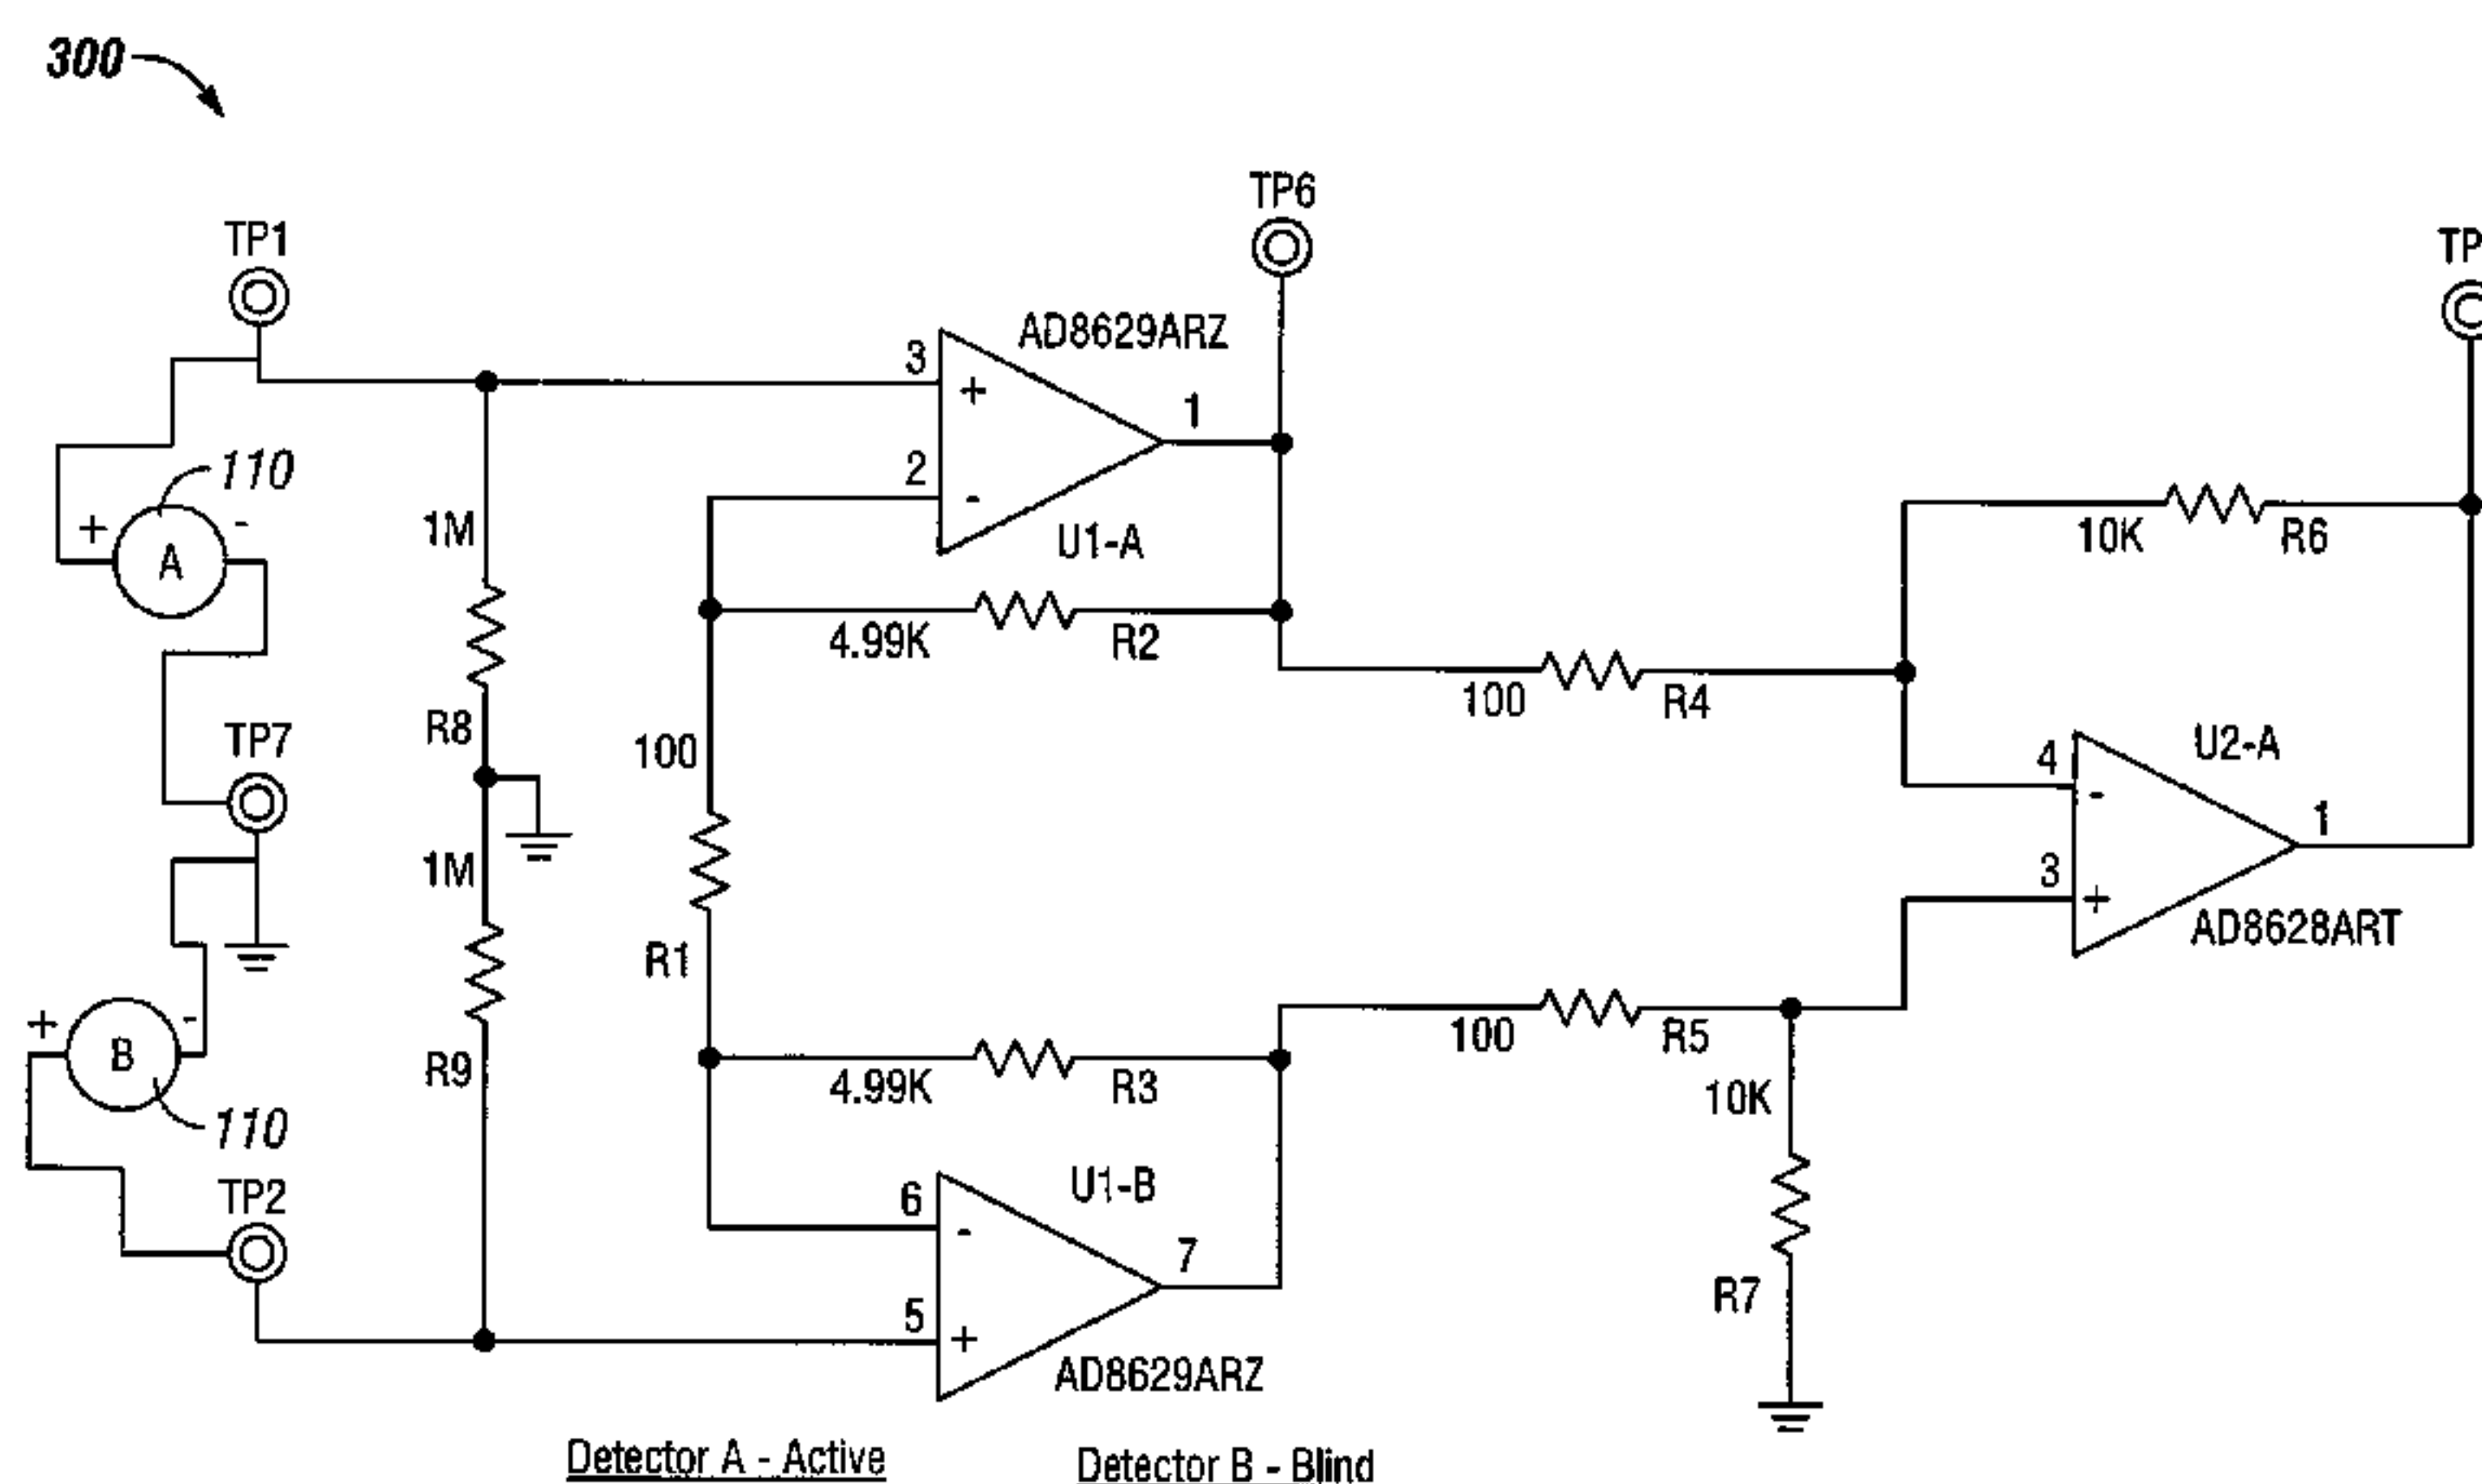 300
TP6
TP1
TP
AD8629ARZ
3
+
1
2
-
110
+
-
A
1M
U1-A
10K
R6
4.99K
R2
100
R4
R8
TP7
100
U2-A
4
-
1
1M
3
+
AD8628ART
R1
R9
+
-
B
110
4.99K
R3
100
R5
10K
TP2
U1-B
6
-
7
5
+
R7
AD8629ARZ
Detector A - Active
Detector B - Blind